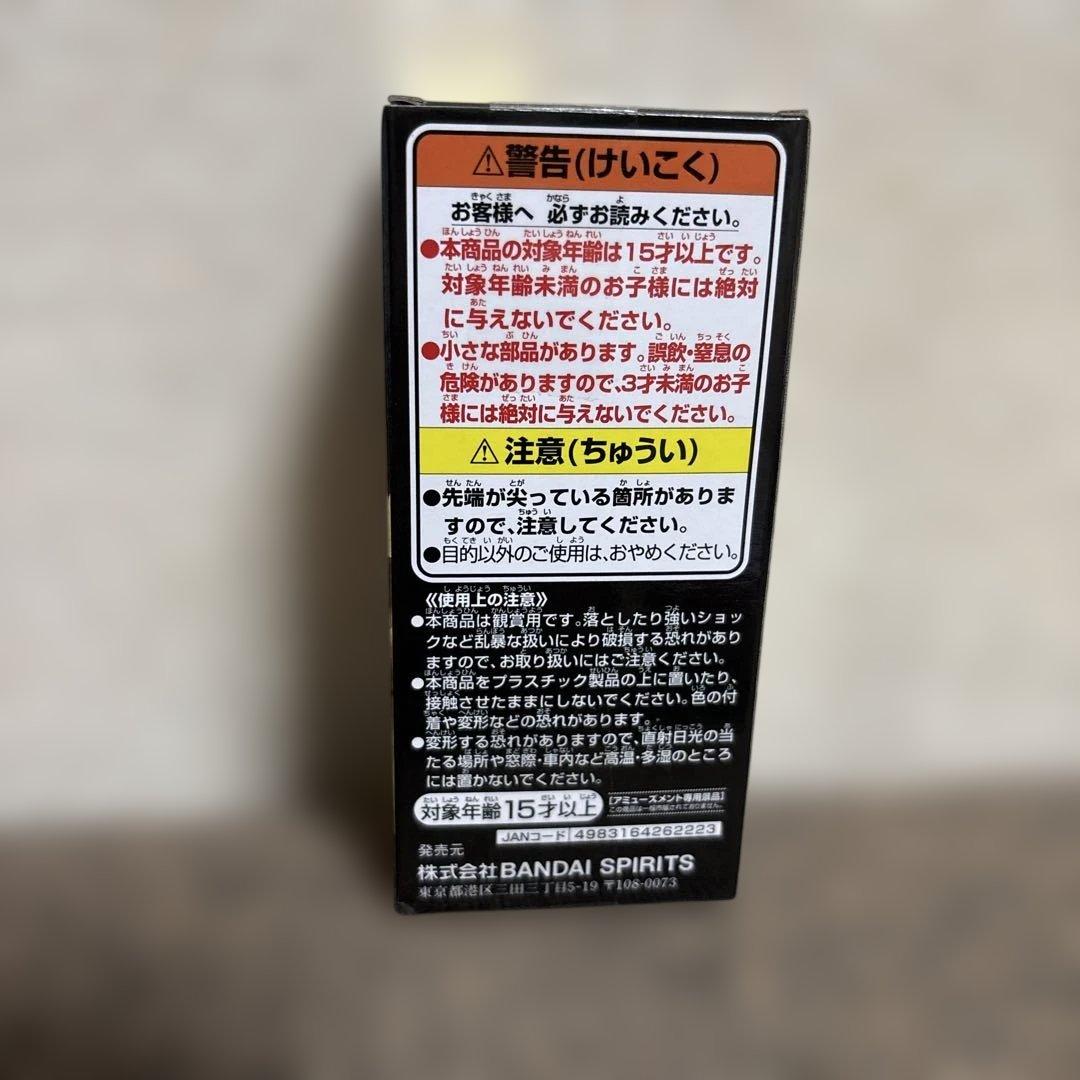 ⚠警告(けいこく)
お客様へ 必ずお読みください。
●本商品の対象年齢は15才以上です。
対象年齢未満のお子様には絶対
に与えないでください。
●小さな部品があります。誤飲・窒息の
危険がありますので、3才未満のお子
様には絶対に与えないでください。
⚠注意(ちゅうい)
●先端が尖っている箇所がありま
すので、注意してください。
●目的以外のご使用は、おやめください。
《使用上の注意》
●本商品は観賞用です。落としたり強いショッ
クなど乱暴な扱いにより破損する恐れがあり
ますので、お取り扱いにはご注意ください。
●本商品をプラスチック製品の上に置いたり、
接触させたままにしないでください。色の付
着や変形などの恐れがあります。
●変形する恐れがありますので、直射日光の当
たる場所や窓際・車内など高温・多湿のところ
には置かないでください。
対象年齢15才以上
[アミューズメント専用景品]
この商品は一般市販されておりません。
JANコード 4983164262223
発売元
株式会社BANDAI SPIRITS
東京都港区三田三丁目5-19 〒108-0073